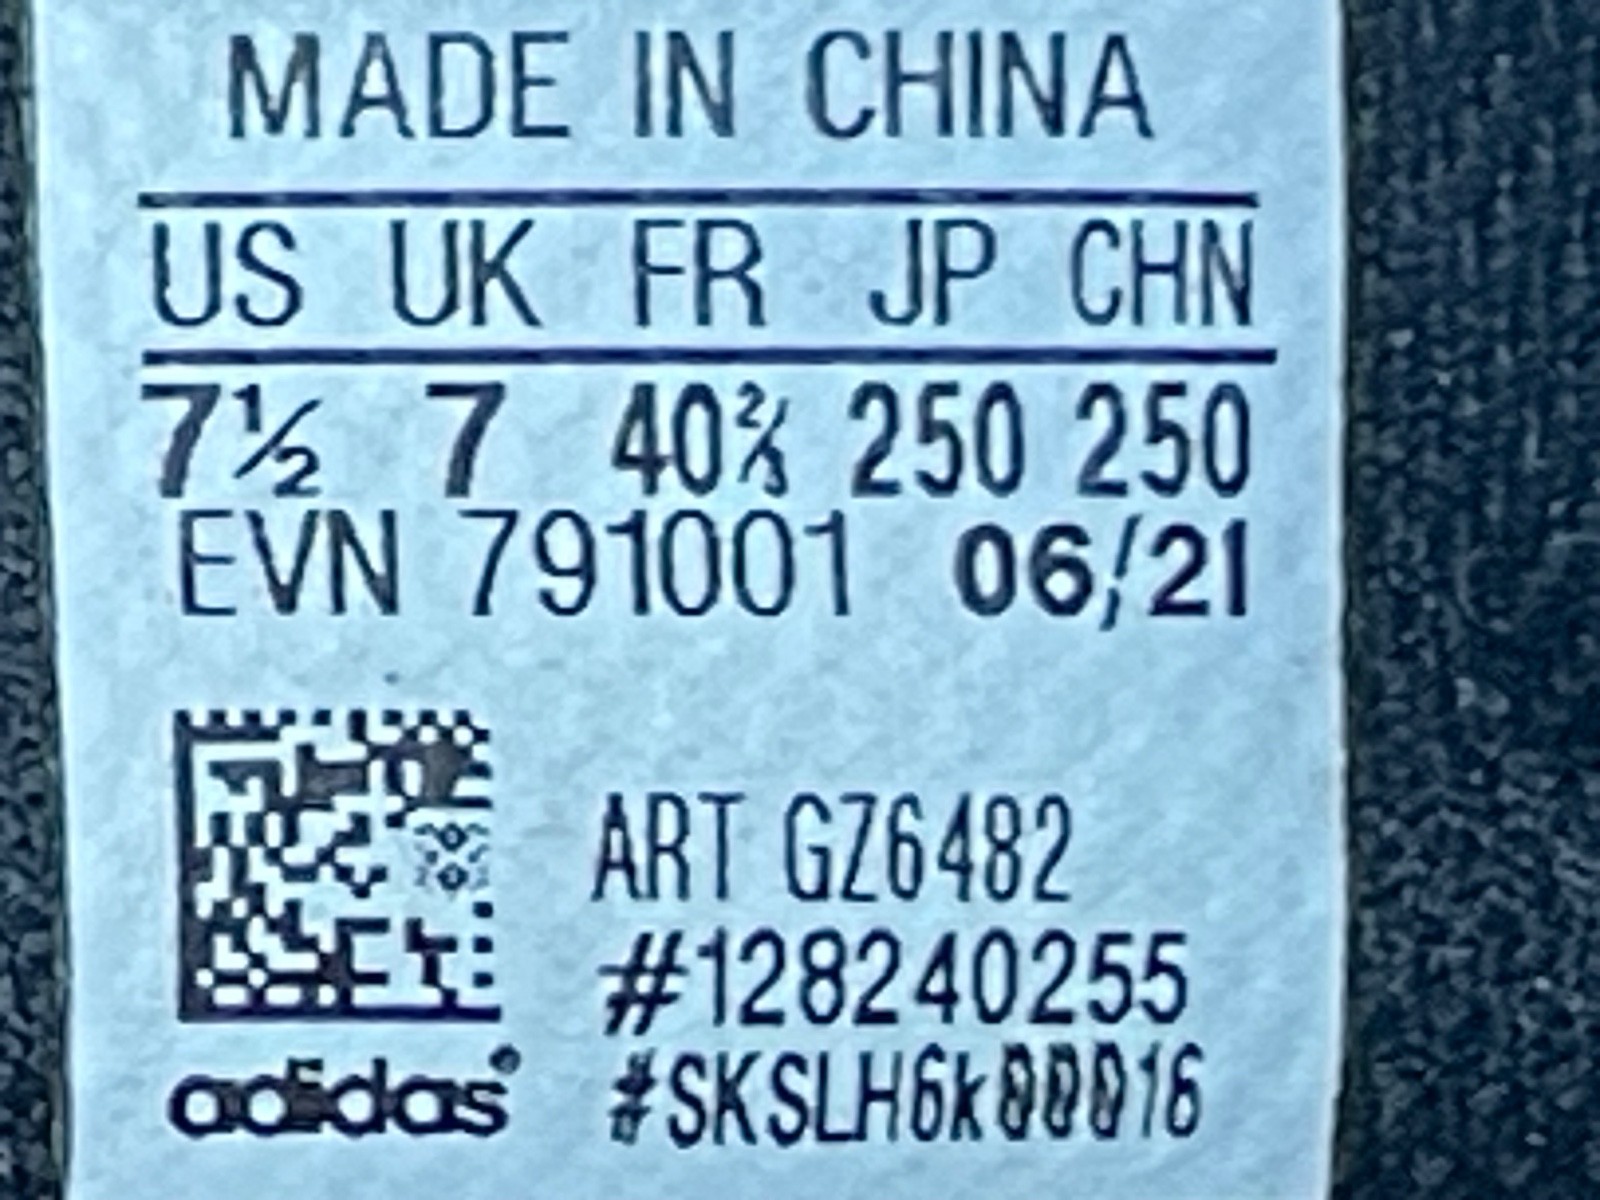 MADE IN CHINA
US UK FR JP CHN
7½ 7 40⅔ 250 250
EVN 791001 06/21
ART GZ6482
#128240255
#SKSLH6k00016
adidas®